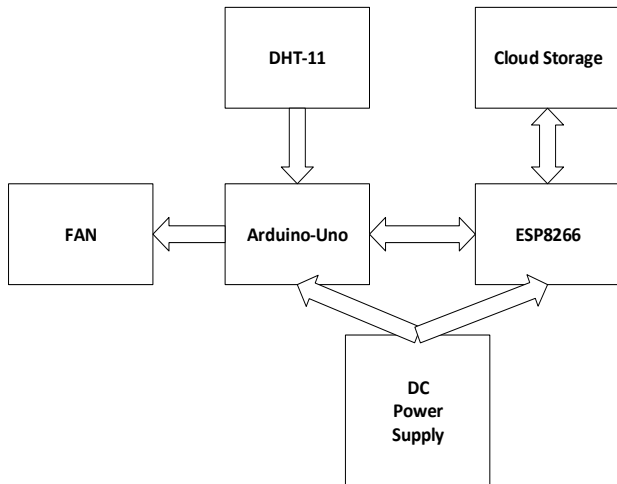 DHT-11
Cloud Storage
FAN
Arduino-Uno
ESP8266
DC
Power
Supply